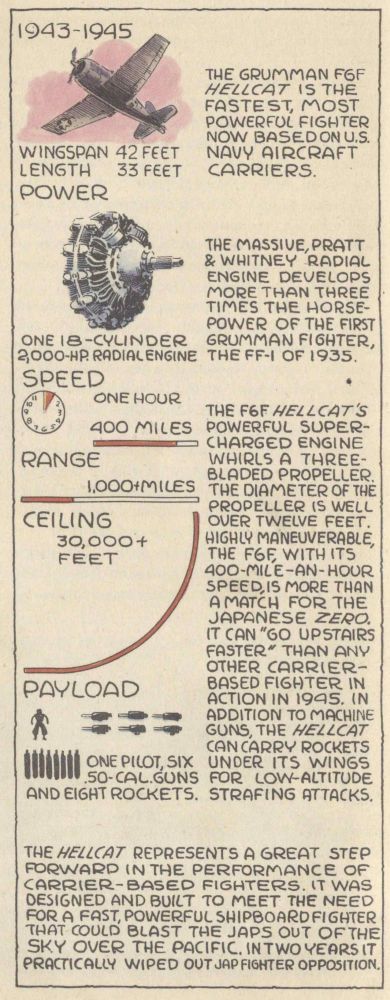 1943-1945
THE GRUMMAN F6F
HELLCAT IS THE
FASTEST, MOST
POWERFUL FIGHTER
NOW BASED ON U.S.
NAVY AIRCRAFT
CARRIERS.
WINGSPAN 42 FEET
LENGTH 33 FEET
POWER
THE MASSIVE, PRATT
& WHITNEY RADIAL
ENGINE DEVELOPS
MORE THAN THREE
TIMES THE HORSE-
POWER OF THE FIRST
GRUMMAN FIGHTER,
THE FF-1 OF 1935.
ONE 18-CYLINDER
2,000-HP RADIAL ENGINE
SPEED
ONE HOUR
400 MILES
RANGE
1,000+MILES
CEILING
30,000+
FEET
THE F6F HELLCAT'S
POWERFUL SUPER-
CHARGED ENGINE
WHIRLS A THREE-
BLADED PROPELLER.
THE DIAMETER OF THE
PROPELLER IS WELL
OVER TWELVE FEET.
HIGHLY MANEUVERABLE,
THE F6F, WITH ITS
400-MILE-AN-HOUR
SPEED, IS MORE THAN
A MATCH FOR THE
JAPANESE ZERO.
IT CAN "GO UPSTAIRS
FASTER" THAN ANY
OTHER CARRIER-
BASED FIGHTER IN
ACTION IN 1945. IN
ADDITION TO MACHINE
GUNS, THE HELLCAT
CAN CARRY ROCKETS
UNDER ITS WINGS
FOR LOW-ALTITUDE
STRAFING ATTACKS.
PAYLOAD
ONE PILOT, SIX
.50-CAL. GUNS
AND EIGHT ROCKETS.
THE HELLCAT REPRESENTS A GREAT STEP
FORWARD IN THE PERFORMANCE OF
CARRIER-BASED FIGHTERS. IT WAS
DESIGNED AND BUILT TO MEET THE NEED
FOR A FAST, POWERFUL SHIPBOARD FIGHTER
THAT COULD BLAST THE JAPS OUT OF THE
SKY OVER THE PACIFIC. IN TWO YEARS IT
PRACTICALLY WIPED OUT JAP FIGHTER OPPOSITION.